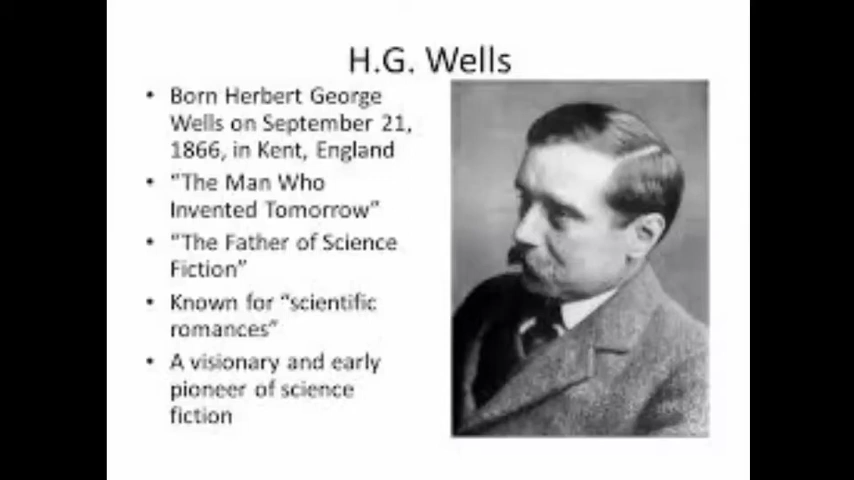 H.G. Wells
• Born Herbert George
Wells on September 21,
1866, in Kent, England
• “The Man Who
Invented Tomorrow”
• “The Father of Science
Fiction”
• Known for “scientific
romances”
• A visionary and early
pioneer of science
fiction